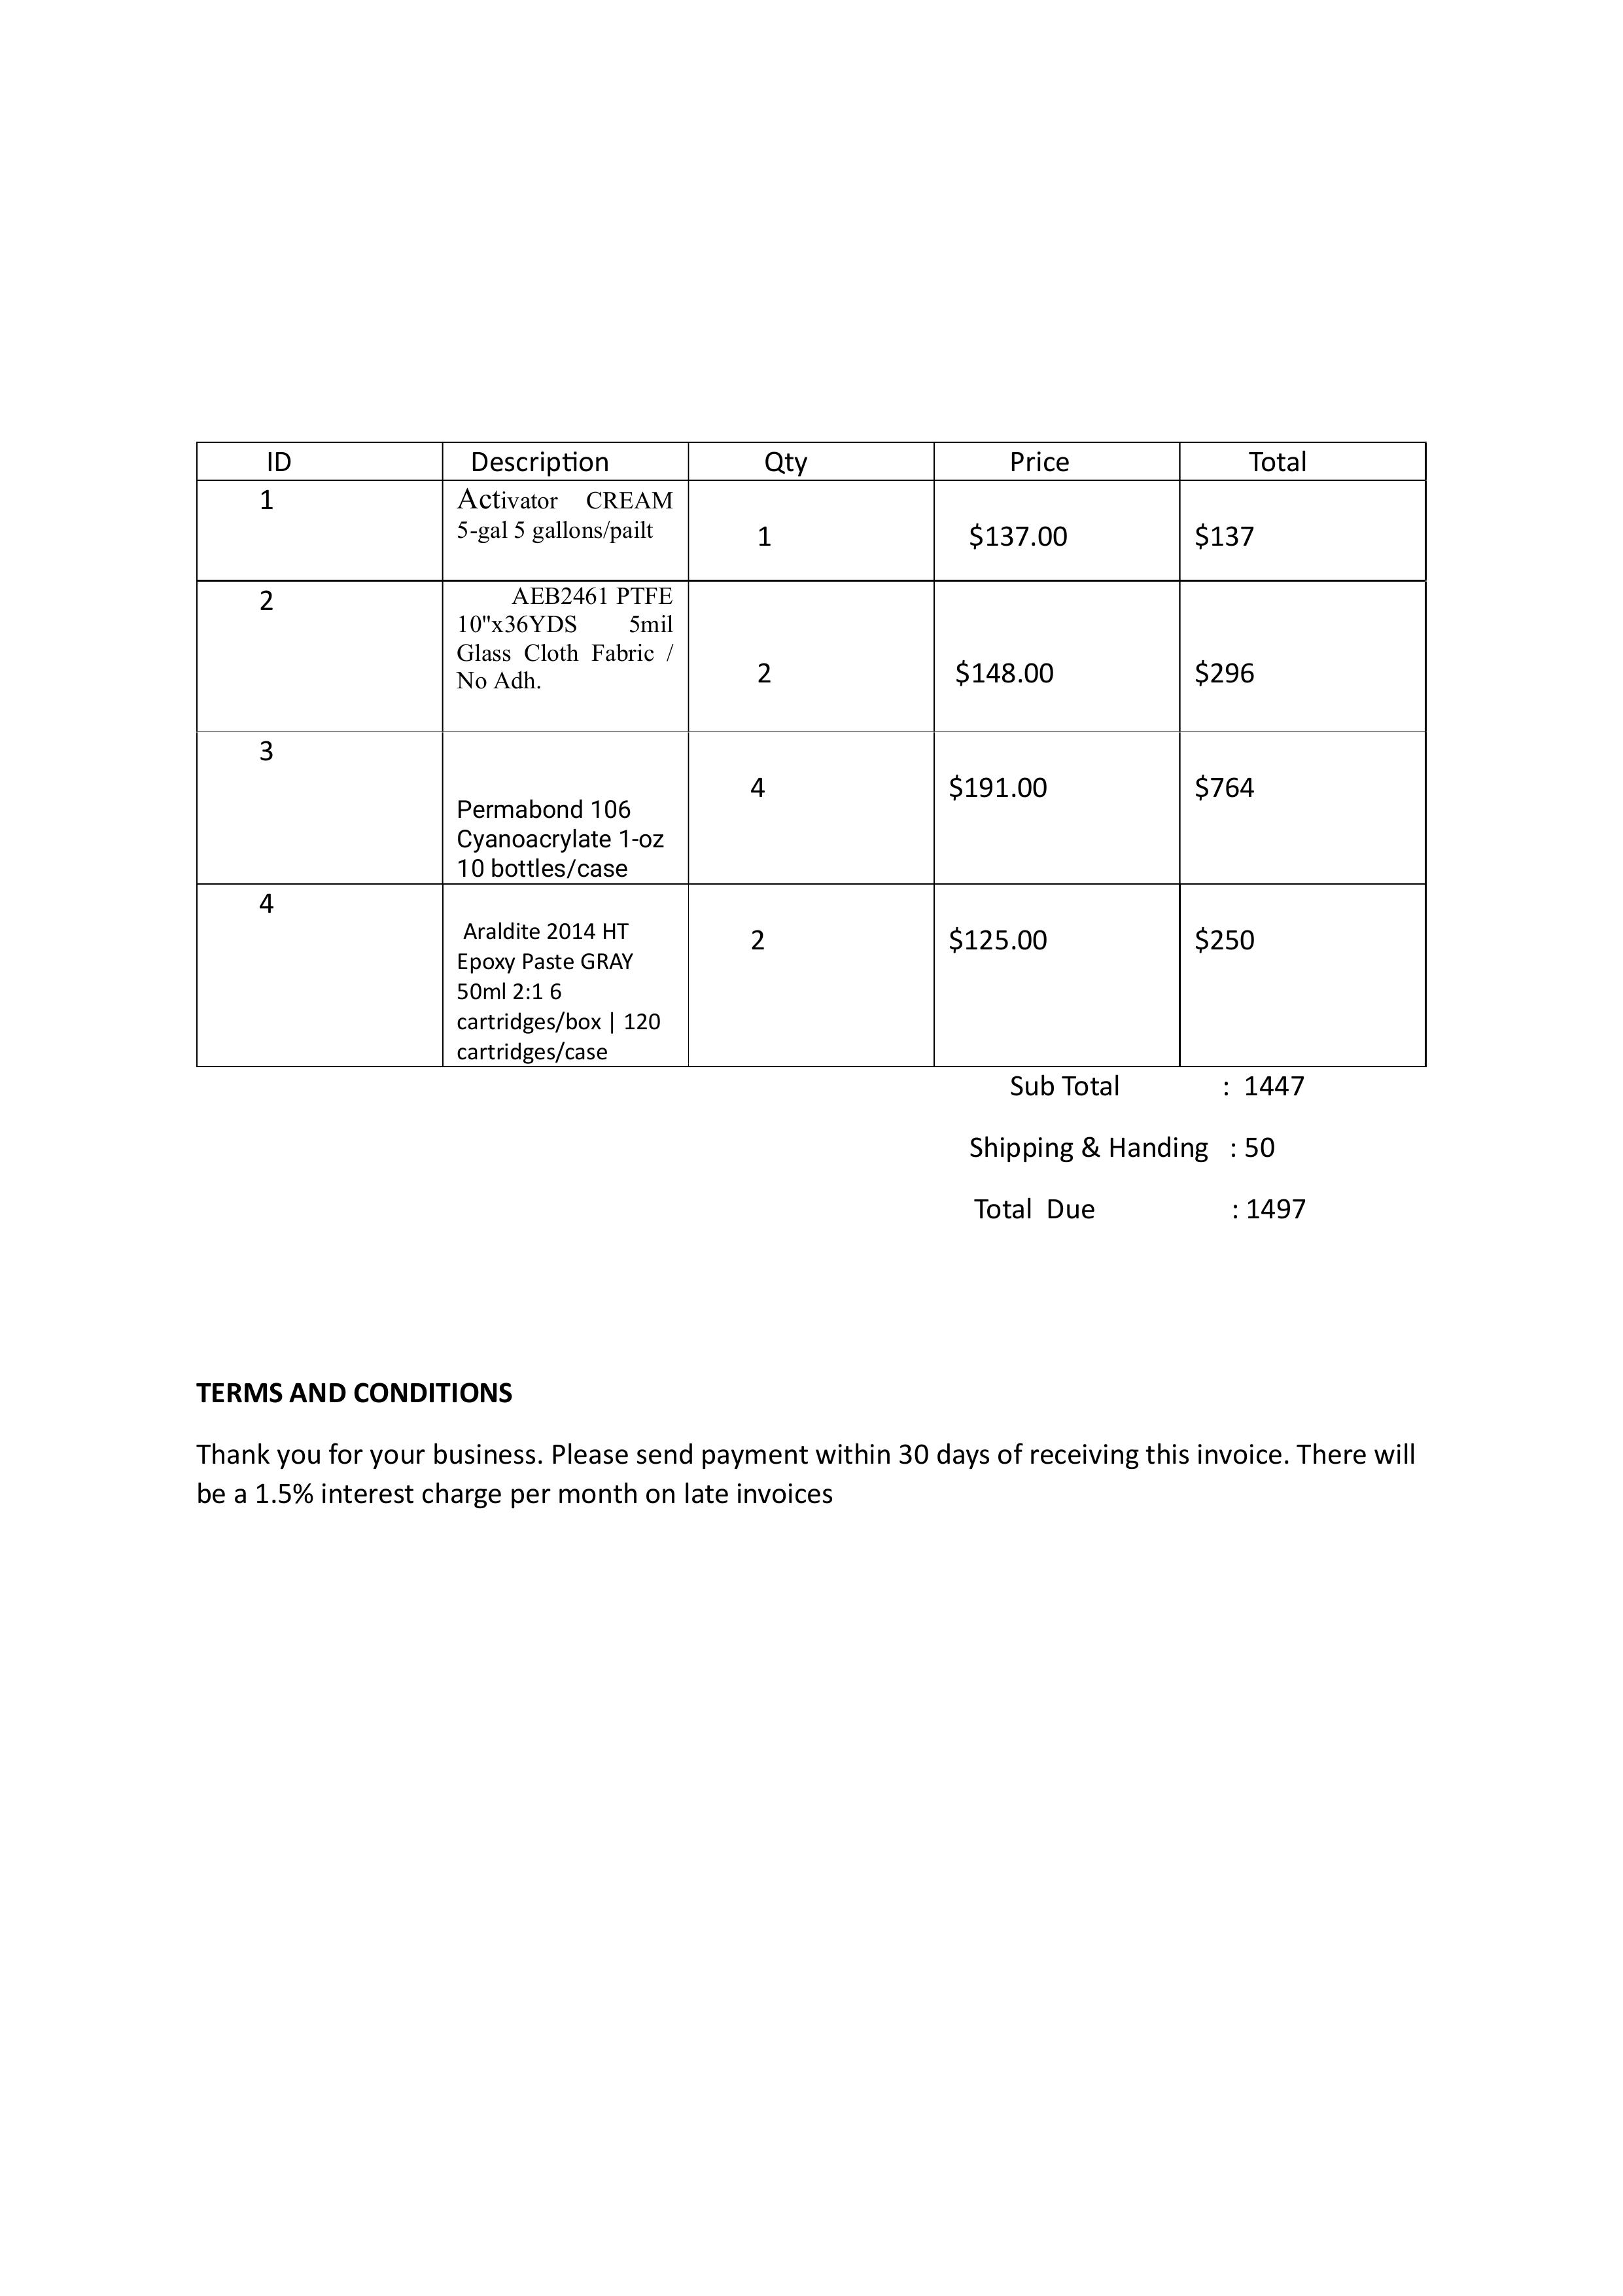 ID Description Qty Price Total
1 Activator CREAM
5-gal 5 gallons/pailt
1 $137.00 $137
2 AEB2461 PTFE
10"x36YDS 5mil
Glass Cloth Fabric /
No Adh.
2 $148.00 $296
3
4 $191.00 $764
Permabond 106
Cyanoacrylate 1-oz
10 bottles/case
4
Araldite 2014 HT
2 $125.00 $250
Epoxy Paste GRAY
50ml 2:1 6
cartridges/box | 120
cartridges/case
Sub Total : 1447
Shipping & Handing : 50
Total Due : 1497
TERMS AND CONDITIONS
Thank you for your business. Please send payment within 30 days of receiving this invoice. There will
be a 1.5% interest charge per month on late invoices